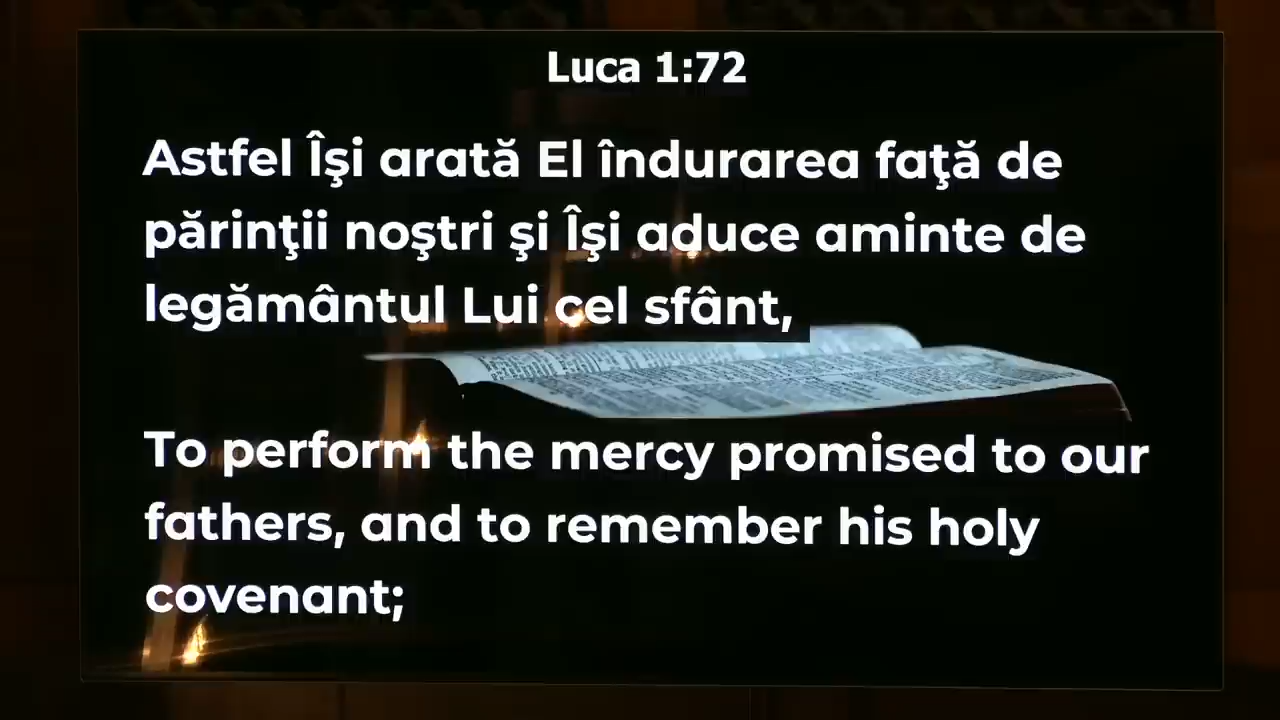 Luca 1:72
Astfel Îşi arată El îndurarea faţă de
părinţii noştri şi Îşi aduce aminte de
legământul Lui cel sfânt,
To perform the mercy promised to our
fathers, and to remember his holy
covenant;